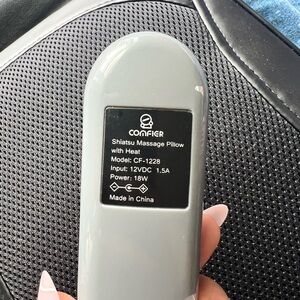 COMFIER
Shiatsu Massage Pillow
with Heat
Model: CF-1228
Input: 12VDC 1.5A
Power: 18W
Made in China